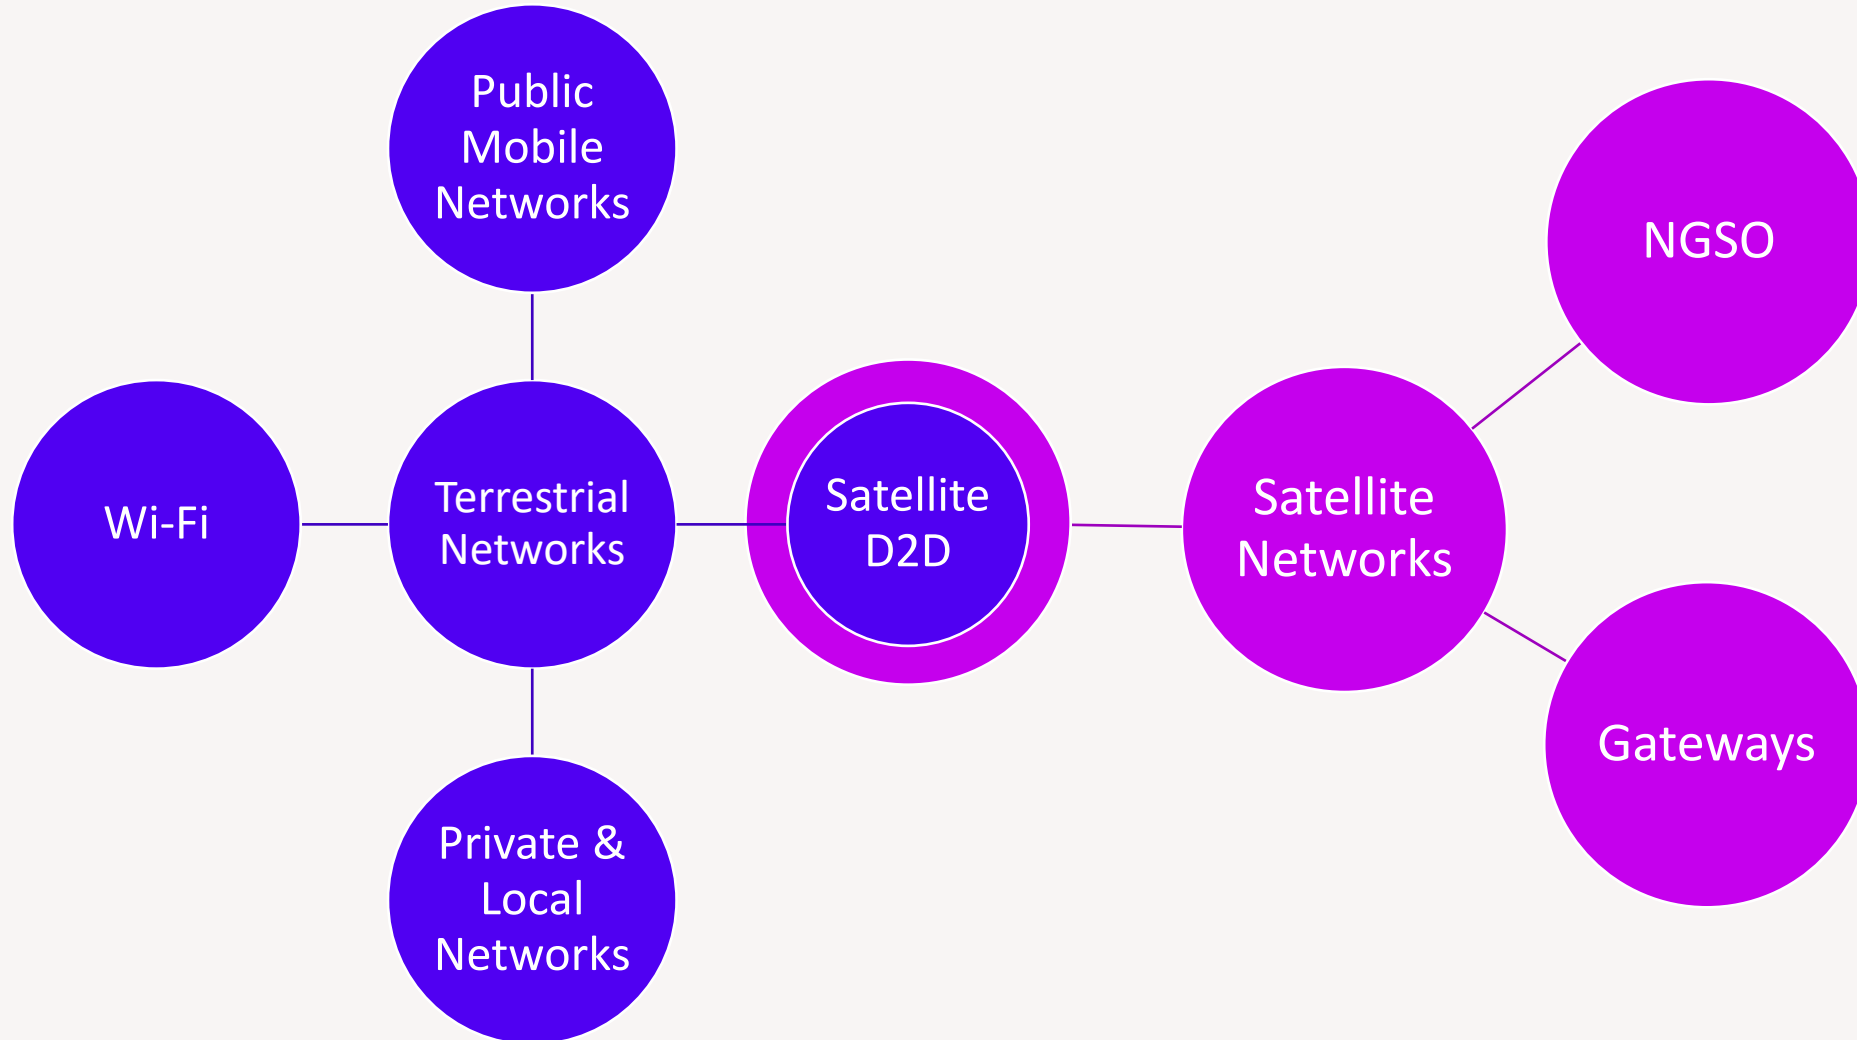 Public
Mobile
Networks
Wi-Fi
Terrestrial
Networks
Private &
Local
Networks
Satellite
D2D
Satellite
Networks
NGSO
Gateways